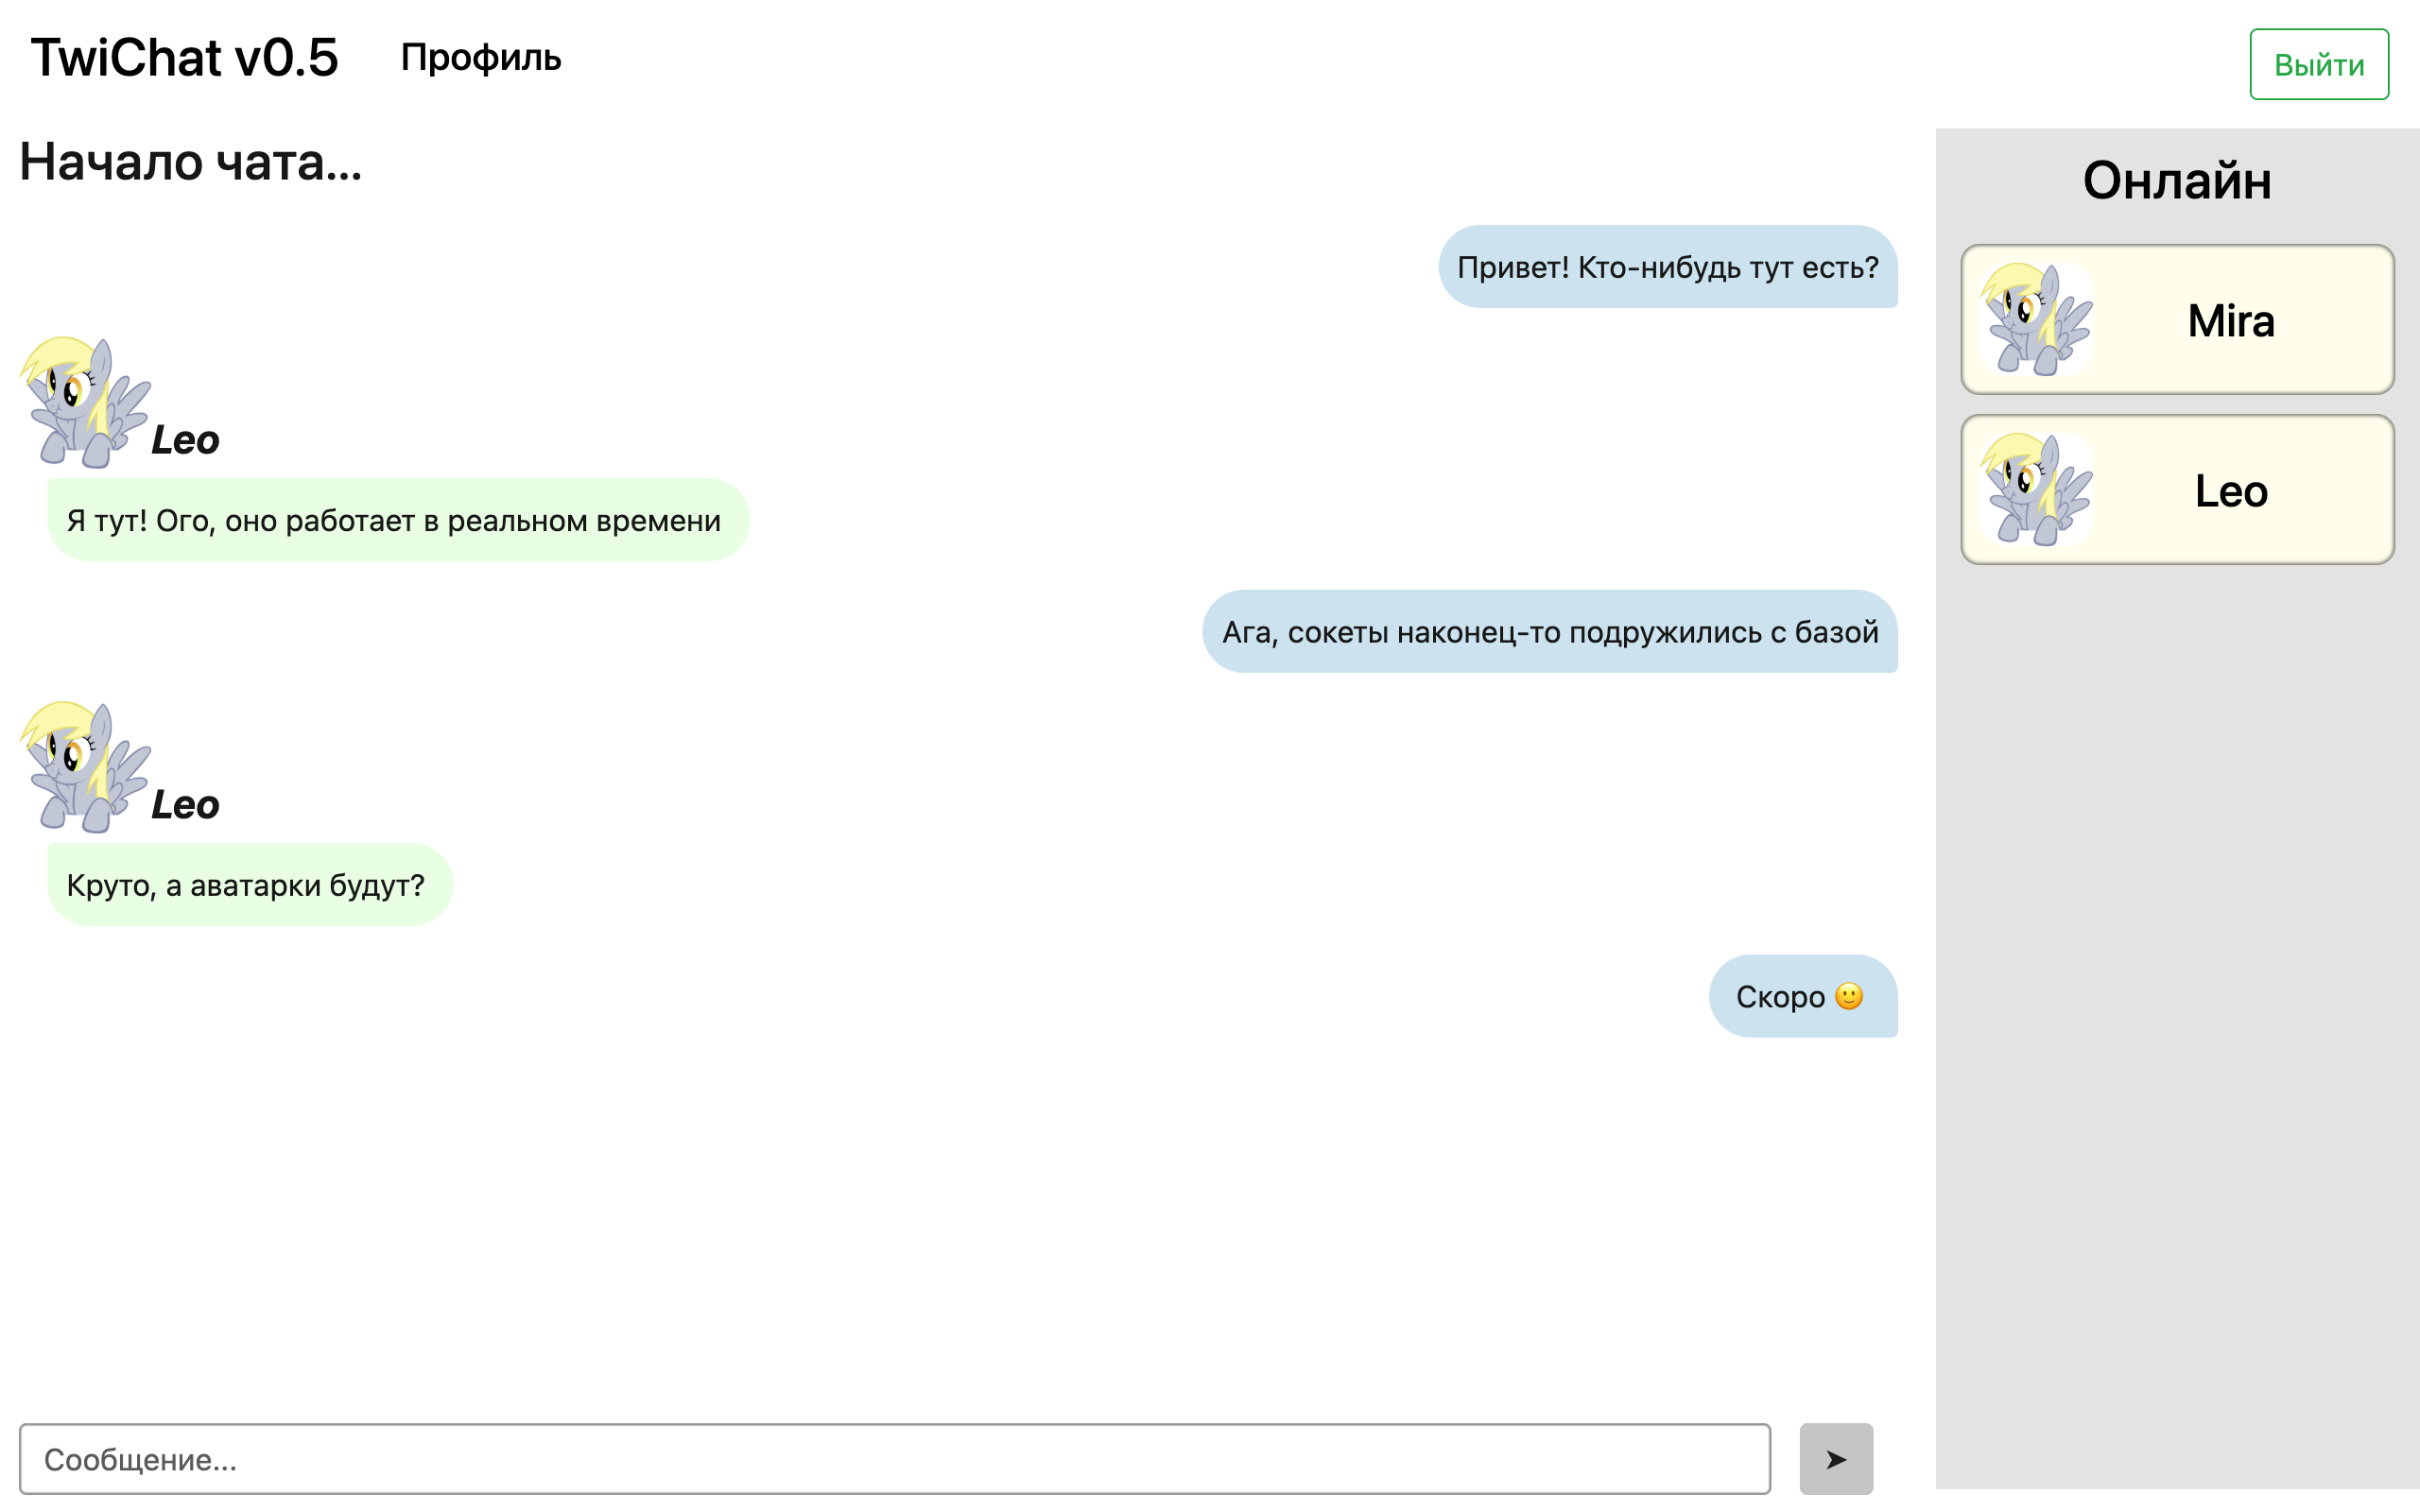 TwiChat v0.5 Профиль Выйти
Начало чата...
Привет! Кто-нибудь тут есть?
Leo
Я тут! Ого, оно работает в реальном времени
Ага, сокеты наконец-то подружились с базой
Leo
Круто, а аватарки будут?
Скоро 🙂
Сообщение...
Онлайн
Mira
Leo